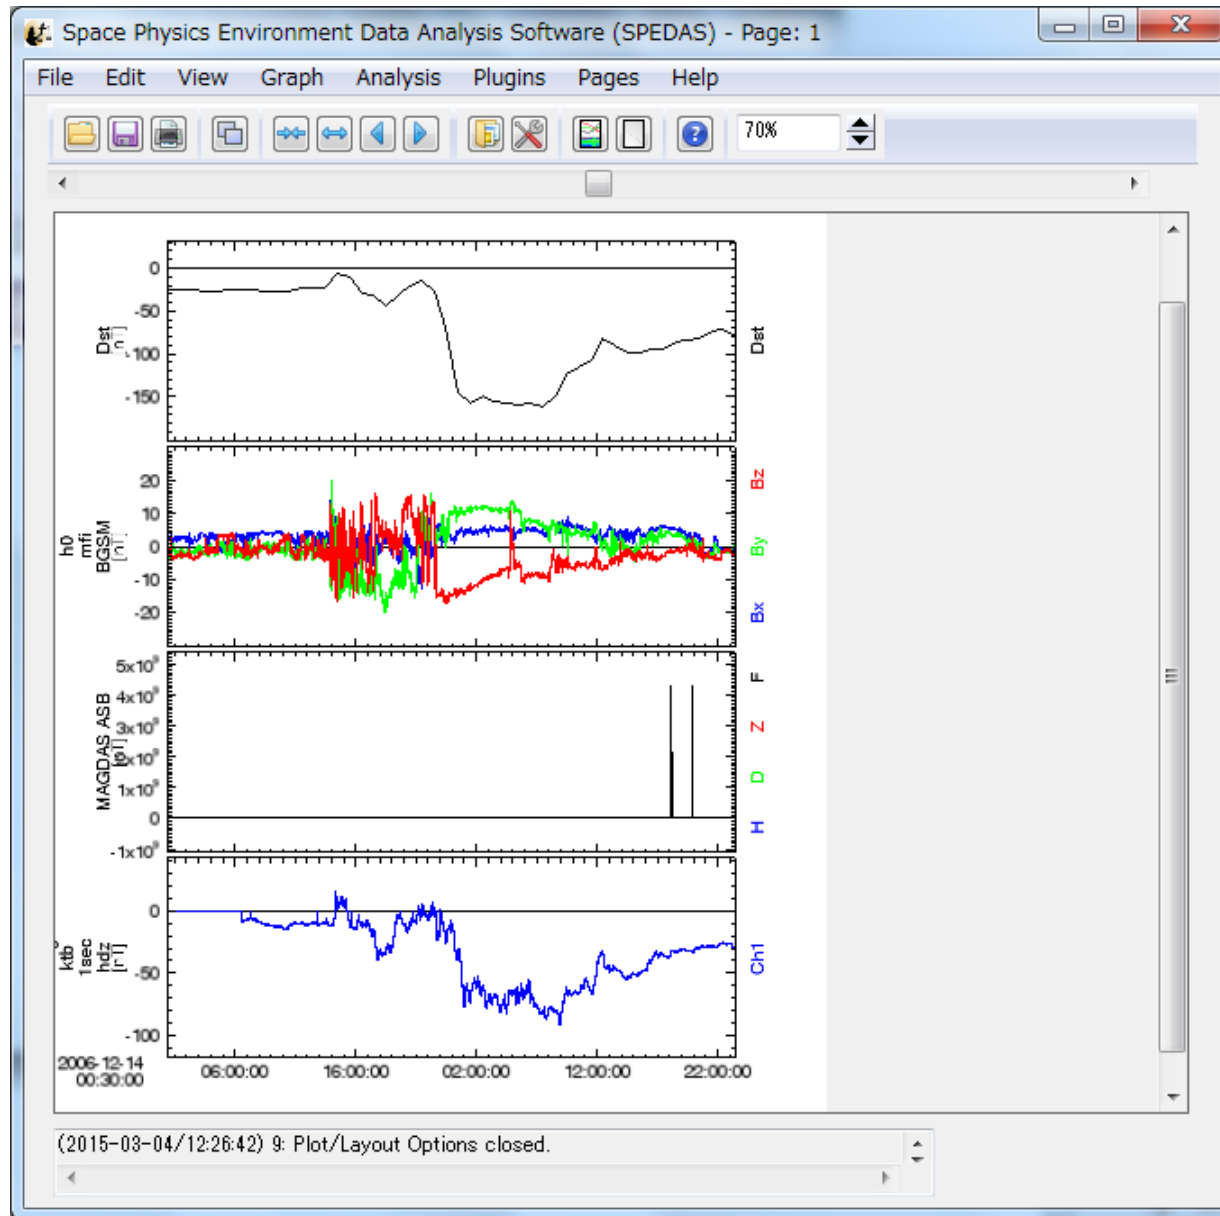 Space Physics Environment Data Analysis Software (SPEDAS) - Page: 1
File Edit View Graph Analysis Plugins Pages Help
70%
0
-50
-100
-150
Dst
Dst
20
10
0
-10
-20
h0
mfi
BGSM
[nT]
Bz
By
Bx
5x10⁹
4x10⁹
3x10⁹
1x10⁹
0
-1x10⁹
MAGDAS ASB
F
Z
D
H
0
-50
-100
ktb
1sec
hdz
[nT]
Ch1
2006-12-14
00:30:00
06:00:00 16:00:00 02:00:00 12:00:00 22:00:00
(2015-03-04/12:26:42) 9: Plot/Layout Options closed.